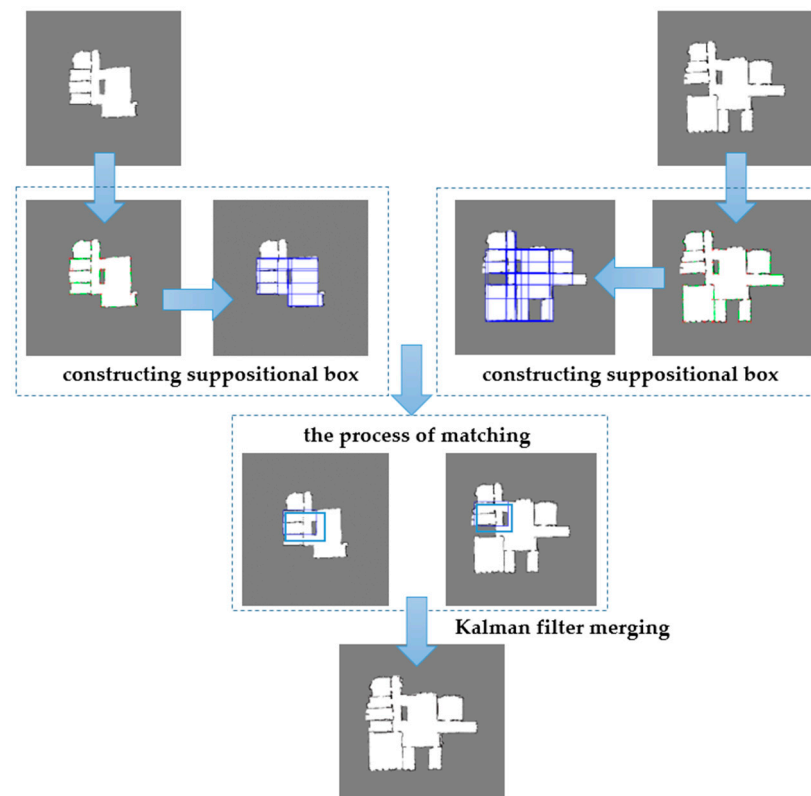 constructing suppositional box
constructing suppositional box
the process of matching
Kalman filter merging